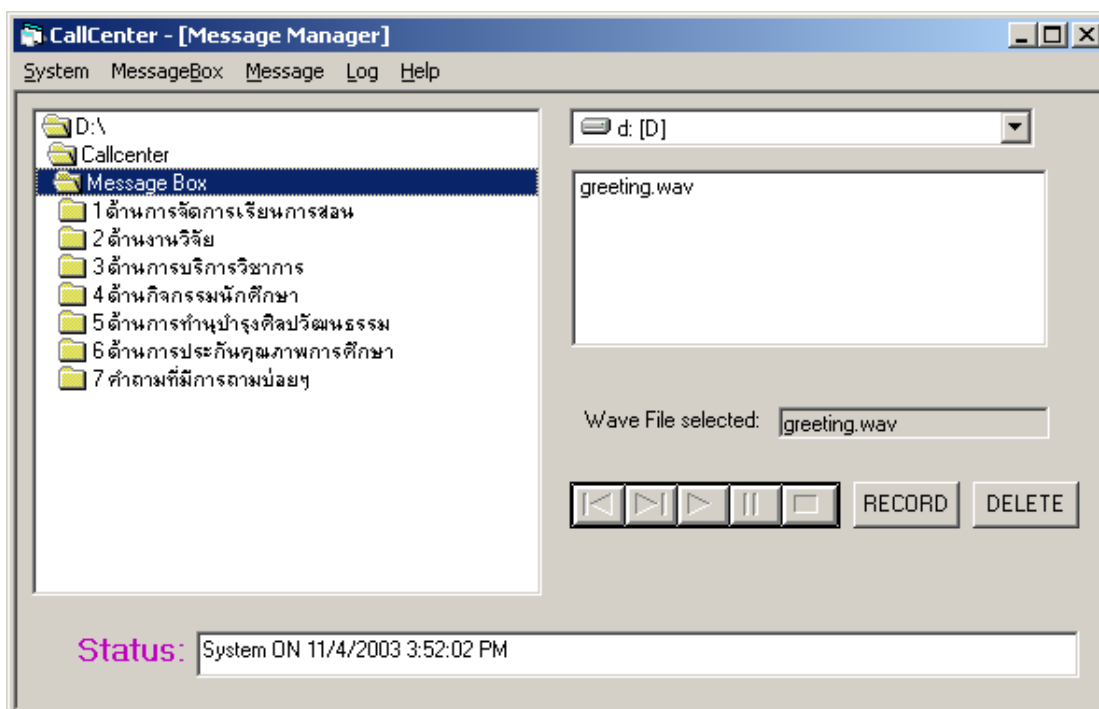 CallCenter - [Message Manager]
System MessageBox Message Log Help
D:\
Callcenter
Message Box
1 ด้านการจัดการเรียนการสอน
2 ด้านงานวิจัย
3 ด้านการบริการวิชาการ
4 ด้านกิจกรรมนักศึกษา
5 ด้านการทำนุบำรุงศิลปวัฒนธรรม
6 ด้านการประกันคุณภาพการศึกษา
7 คำถามที่มีการถามบ่อยๆ
d: [D]
greeting.wav
Wave File selected: greeting.wav
RECORD DELETE
Status: System ON 11/4/2003 3:52:02 PM